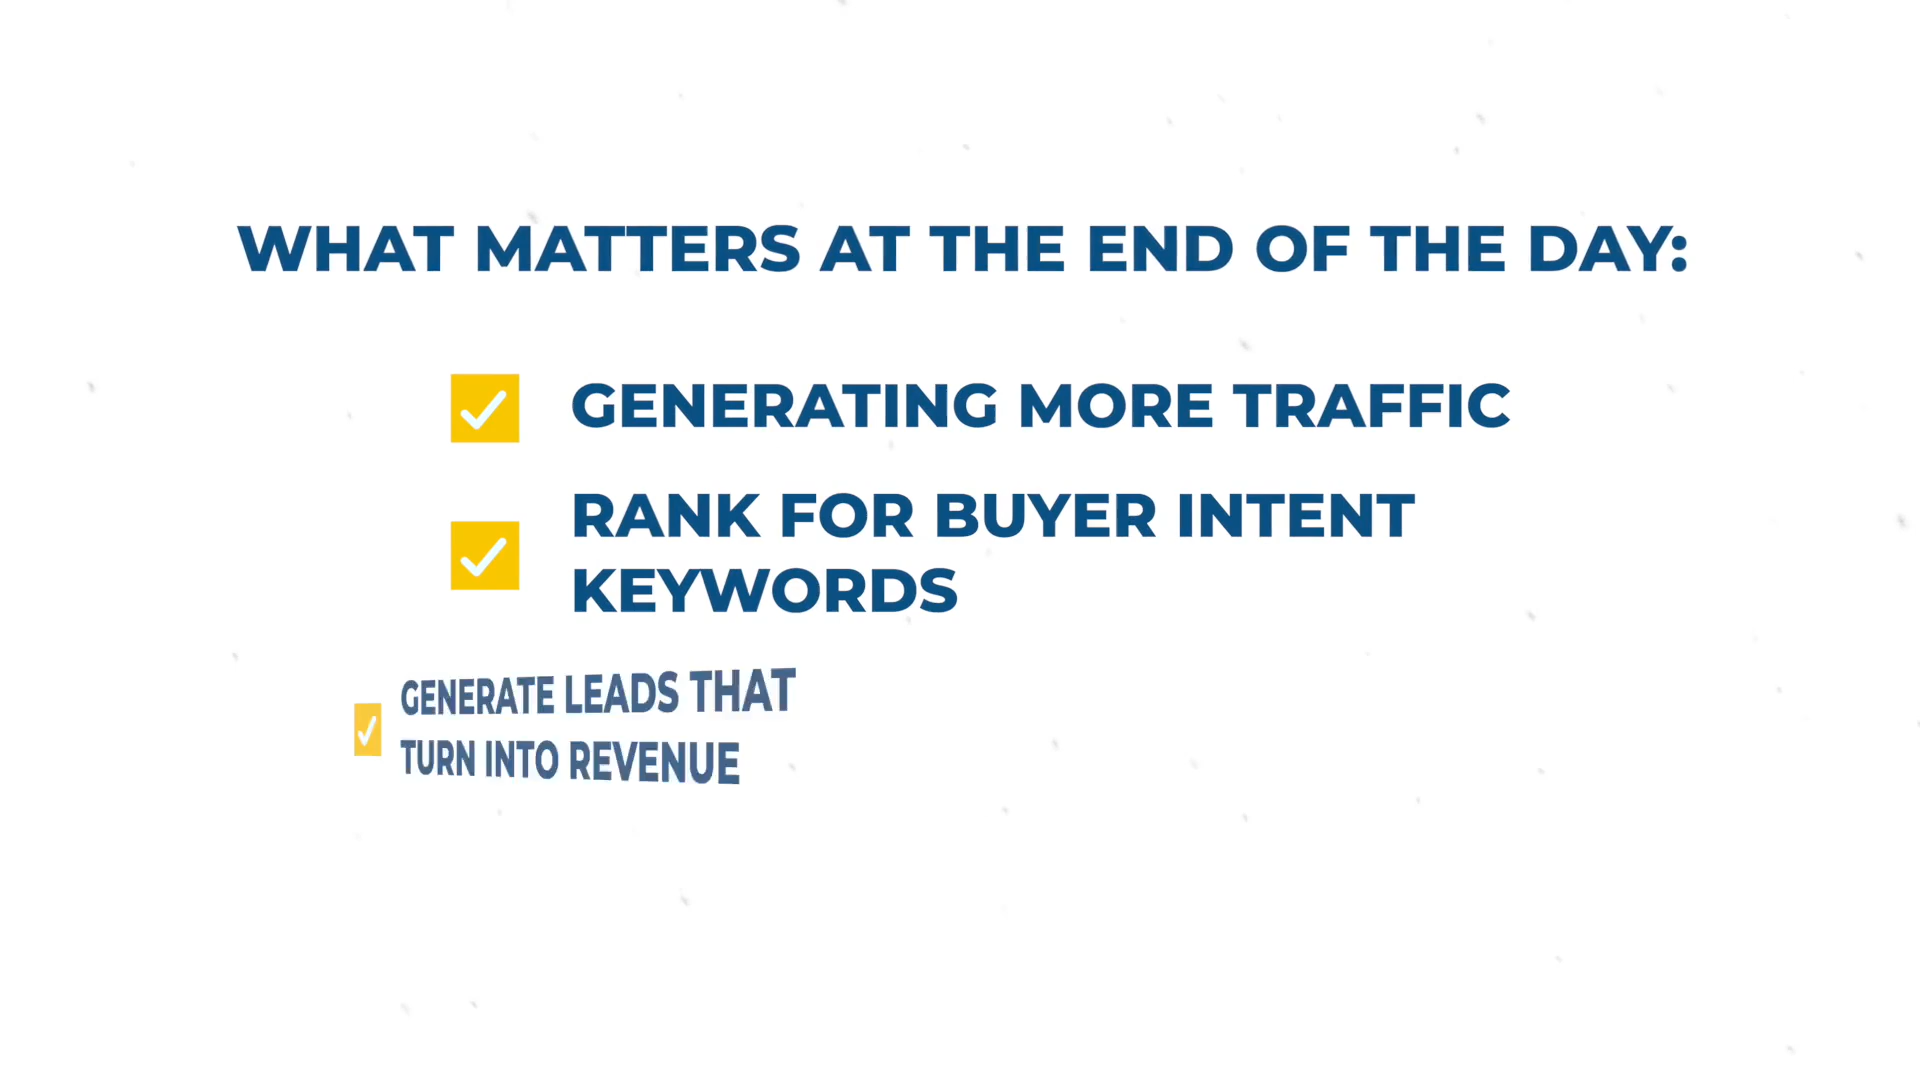 WHAT MATTERS AT THE END OF THE DAY:
GENERATING MORE TRAFFIC
RANK FOR BUYER INTENT
KEYWORDS
GENERATE LEADS THAT
TURN INTO REVENUE